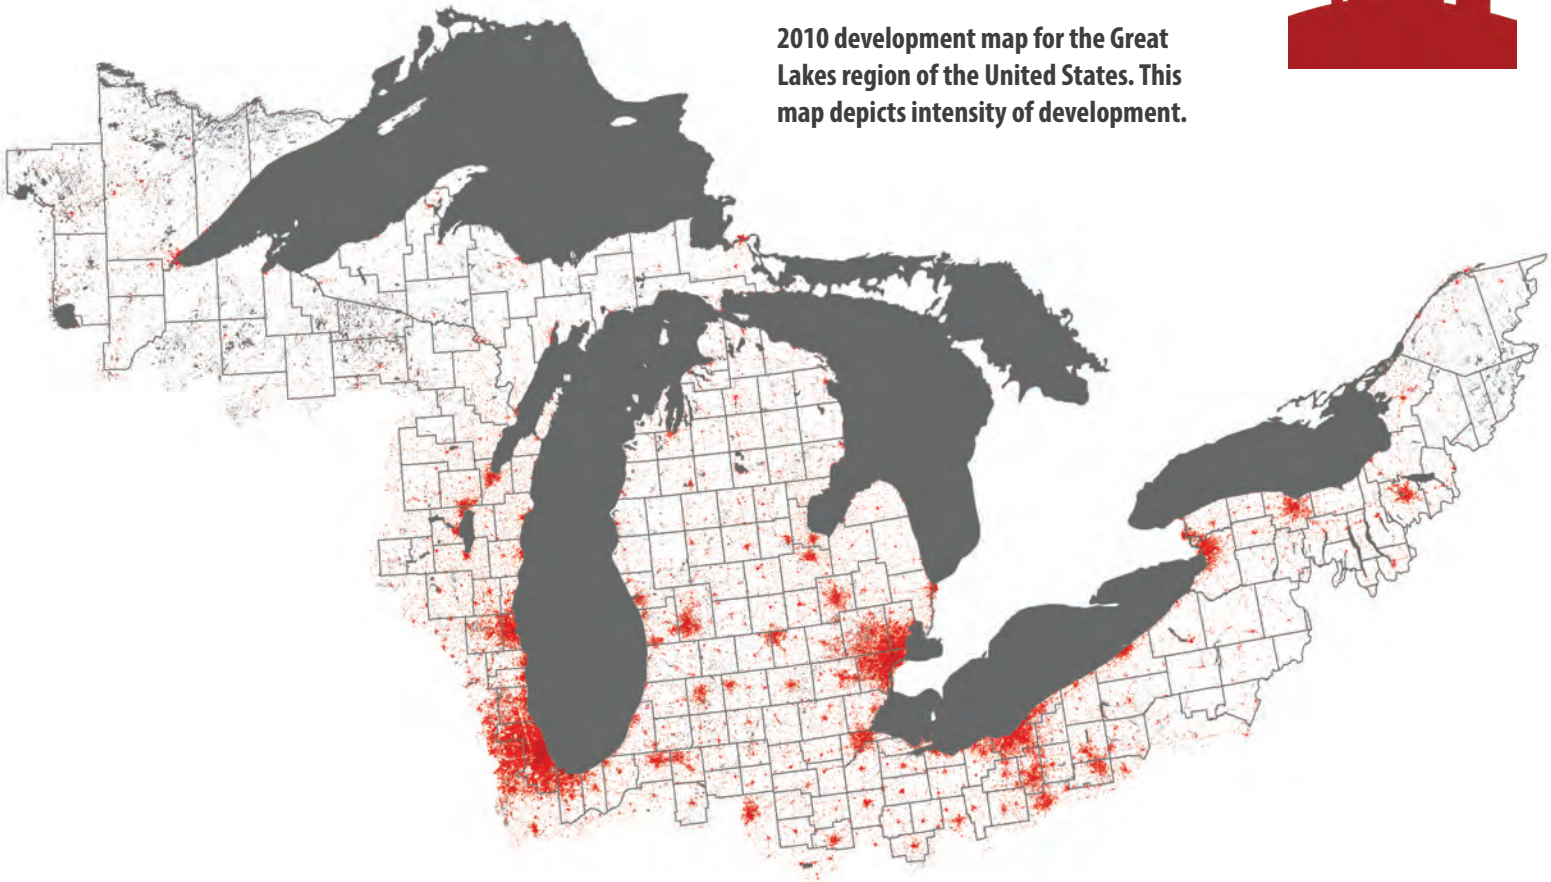 2010 development map for the Great
Lakes region of the United States. This
map depicts intensity of development.